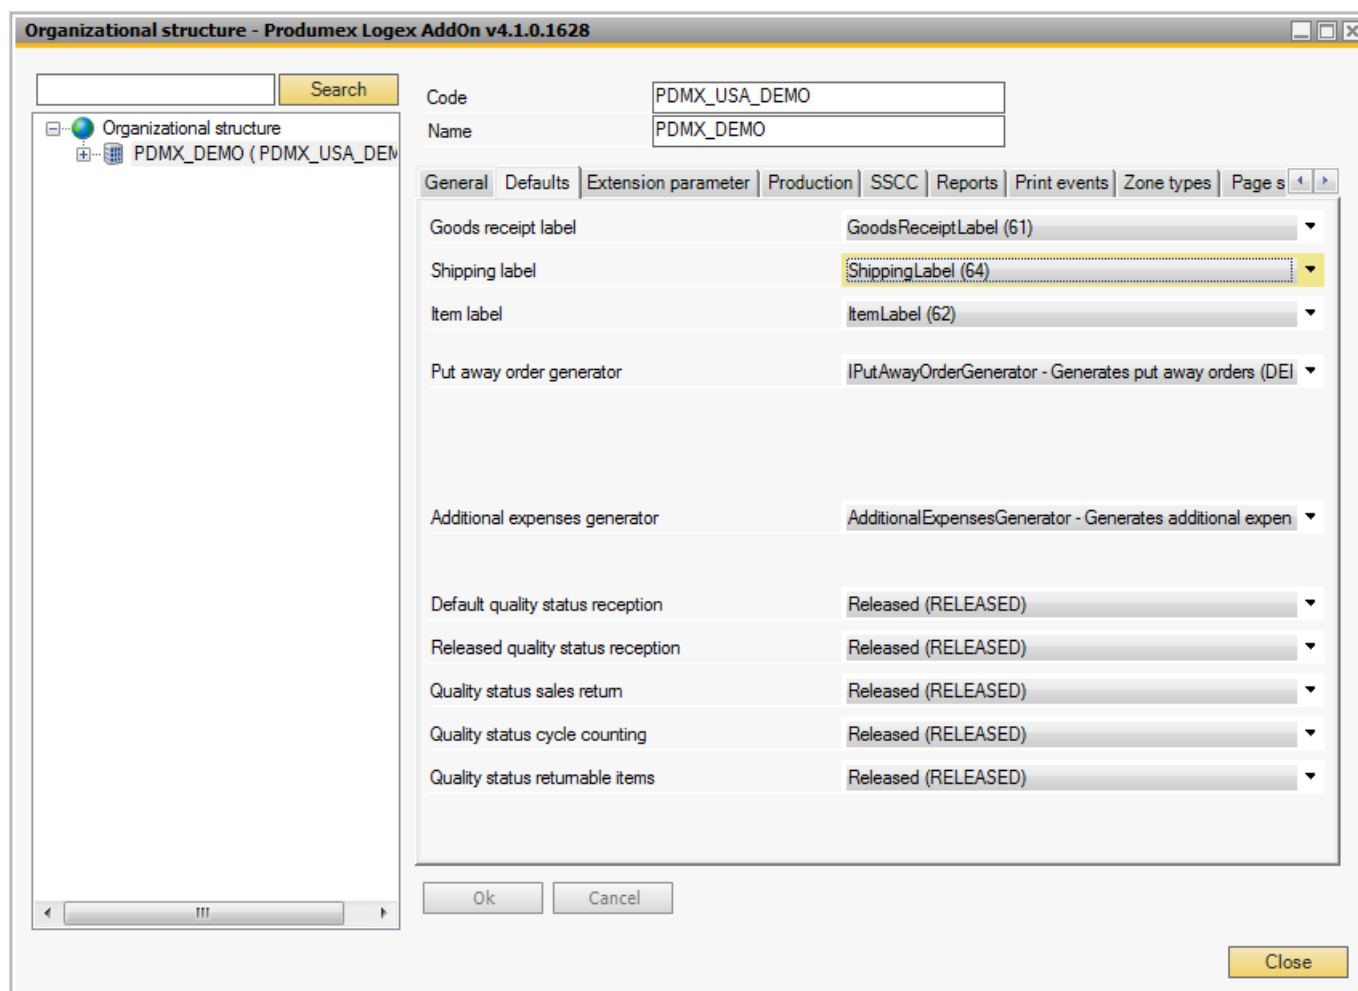 Organizational structure - Produmex Logex AddOn v4.1.0.1628
Search
Organizational structure
PDMX_DEMO ( PDMX_USA_DEM
Code PDMX_USA_DEMO
Name PDMX_DEMO
General Defaults Extension parameter Production SSCC Reports Print events Zone types Page s
Goods receipt label GoodsReceiptLabel (61)
Shipping label ShippingLabel (64)
Item label ItemLabel (62)
Put away order generator IPutAwayOrderGenerator - Generates put away orders (DEI
Additional expenses generator AdditionalExpensesGenerator - Generates additional expen
Default quality status reception Released (RELEASED)
Released quality status reception Released (RELEASED)
Quality status sales return Released (RELEASED)
Quality status cycle counting Released (RELEASED)
Quality status returnable items Released (RELEASED)
Ok Cancel
Close